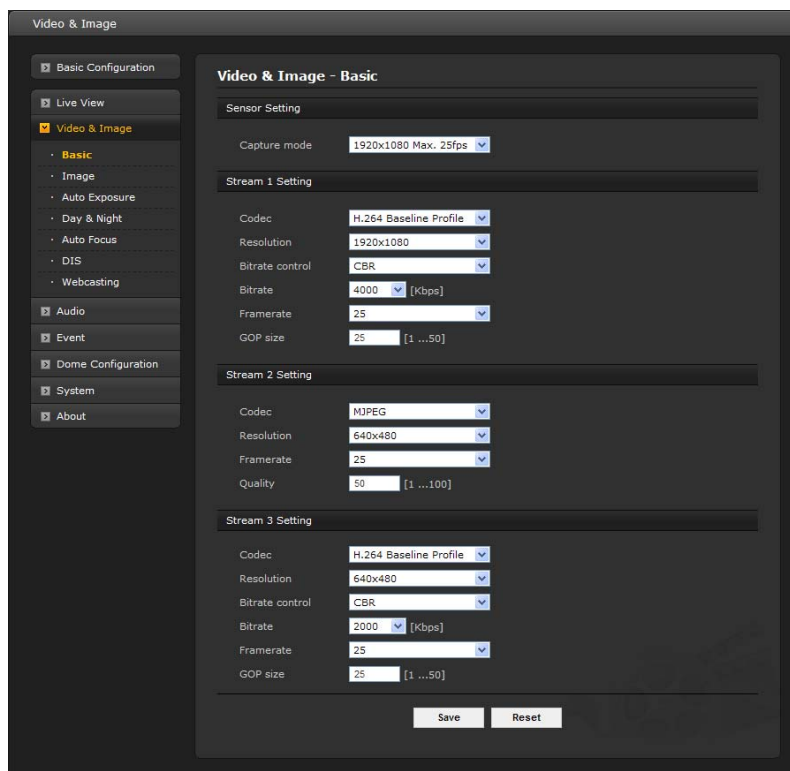 Video & Image
Basic Configuration
Live View
Video & Image
· Basic
· Image
· Auto Exposure
· Day & Night
· Auto Focus
· DIS
· Webcasting
Audio
Event
Dome Configuration
System
About
Video & Image - Basic
Sensor Setting
Capture mode 1920x1080 Max. 25fps
Stream 1 Setting
Codec H.264 Baseline Profile
Resolution 1920x1080
Bitrate control CBR
Bitrate 4000 [Kbps]
Framerate 25
GOP size 25 [1 ...50]
Stream 2 Setting
Codec MJPEG
Resolution 640x480
Framerate 25
Quality 50 [1 ...100]
Stream 3 Setting
Codec H.264 Baseline Profile
Resolution 640x480
Bitrate control CBR
Bitrate 2000 [Kbps]
Framerate 25
GOP size 25 [1 ...50]
Save Reset